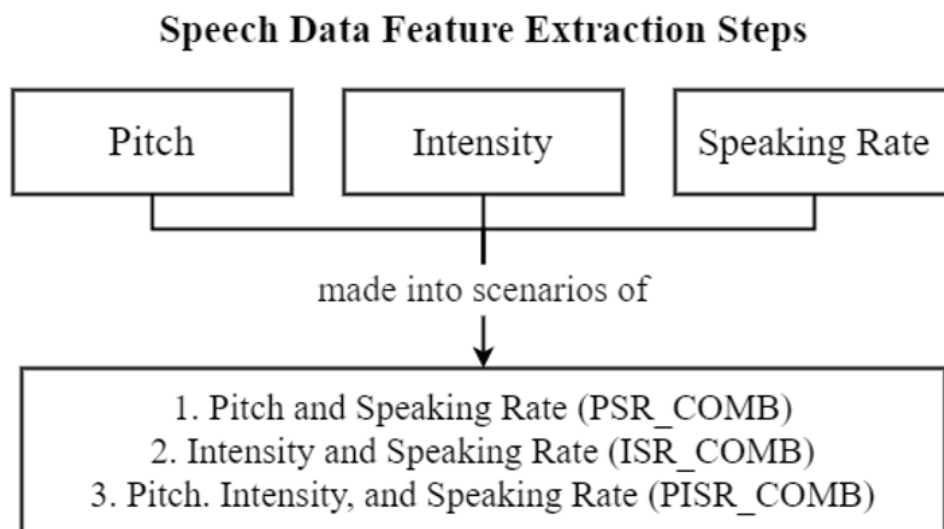 Speech Data Feature Extraction Steps
Pitch
Intensity
Speaking Rate
made into scenarios of
1. Pitch and Speaking Rate (PSR_COMB)
2. Intensity and Speaking Rate (ISR_COMB)
3. Pitch. Intensity, and Speaking Rate (PISR_COMB)